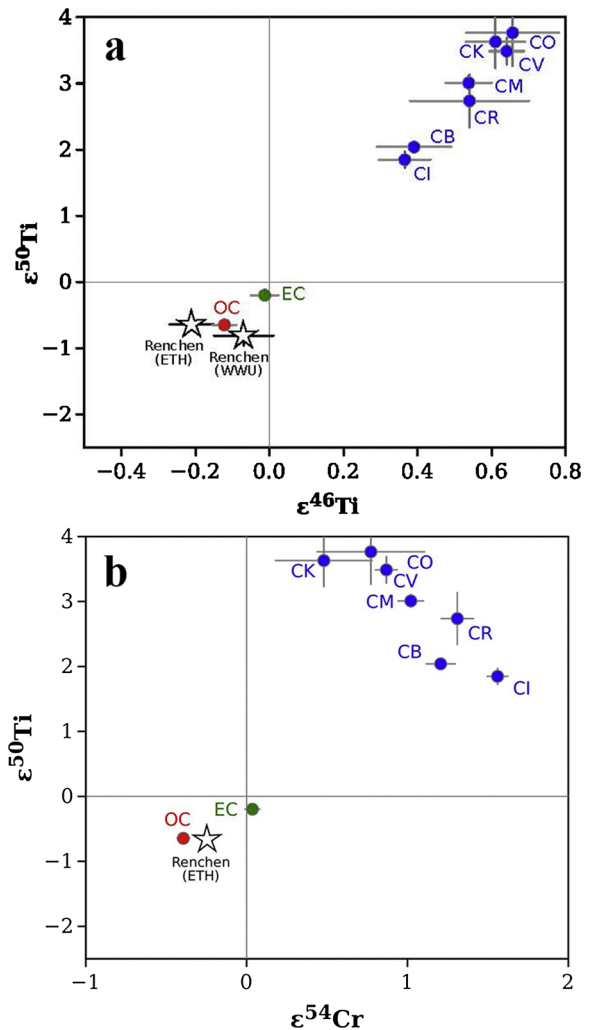 a
4
3
2
1
0
−1
−2
ε50Ti
CK
CO
CV
CM
CR
CB
CI
EC
OC
Renchen
(ETH)
Renchen
(WWU)
−0.4
−0.2
0.0
0.2
0.4
0.6
0.8
ε46Ti
b
4
3
2
1
0
−1
−2
ε50Ti
CK
CO
CV
CM
CR
CB
CI
EC
OC
Renchen
(ETH)
−1
0
1
2
ε54Cr